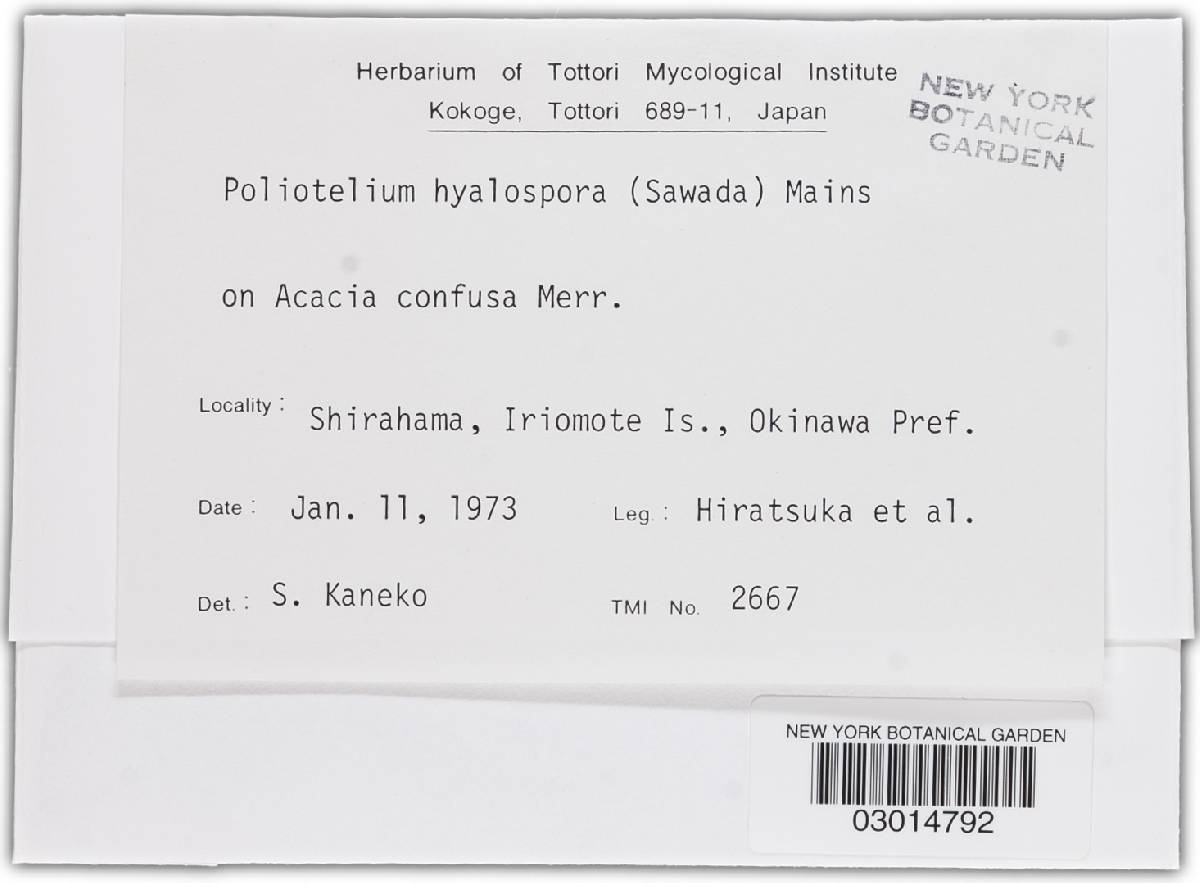 Herbarium of Tottori Mycological Institute
Kokoge, Tottori 689-11, Japan
NEW YORK
BOTANICAL
GARDEN
Poliotelium hyalospora (Sawada) Mains
on Acacia confusa Merr.
Locality: Shirahama, Iriomote Is., Okinawa Pref.
Date: Jan. 11, 1973 Leg.: Hiratsuka et al.
Det.: S. Kaneko TMI No. 2667
NEW YORK BOTANICAL GARDEN
03014792